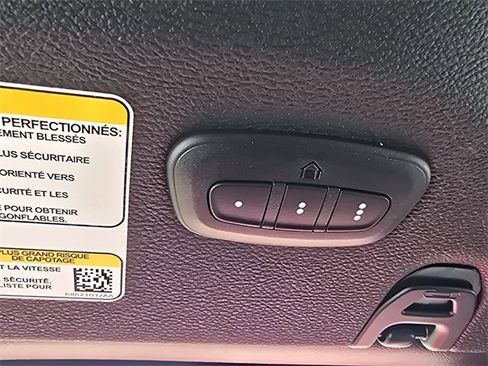 PERFECTIONNÉS:
EMENT BLESSÉS
LUS SÉCURITAIRE
ORIENTÉ VERS
CURITÉ ET LES
E POUR OBTENIR
GONFLABLES.
PLUS GRAND RISQUE
DE CAPOTAGE
T LA VITESSE
SÉCURITÉ.
LISTE POUR
68621032AA